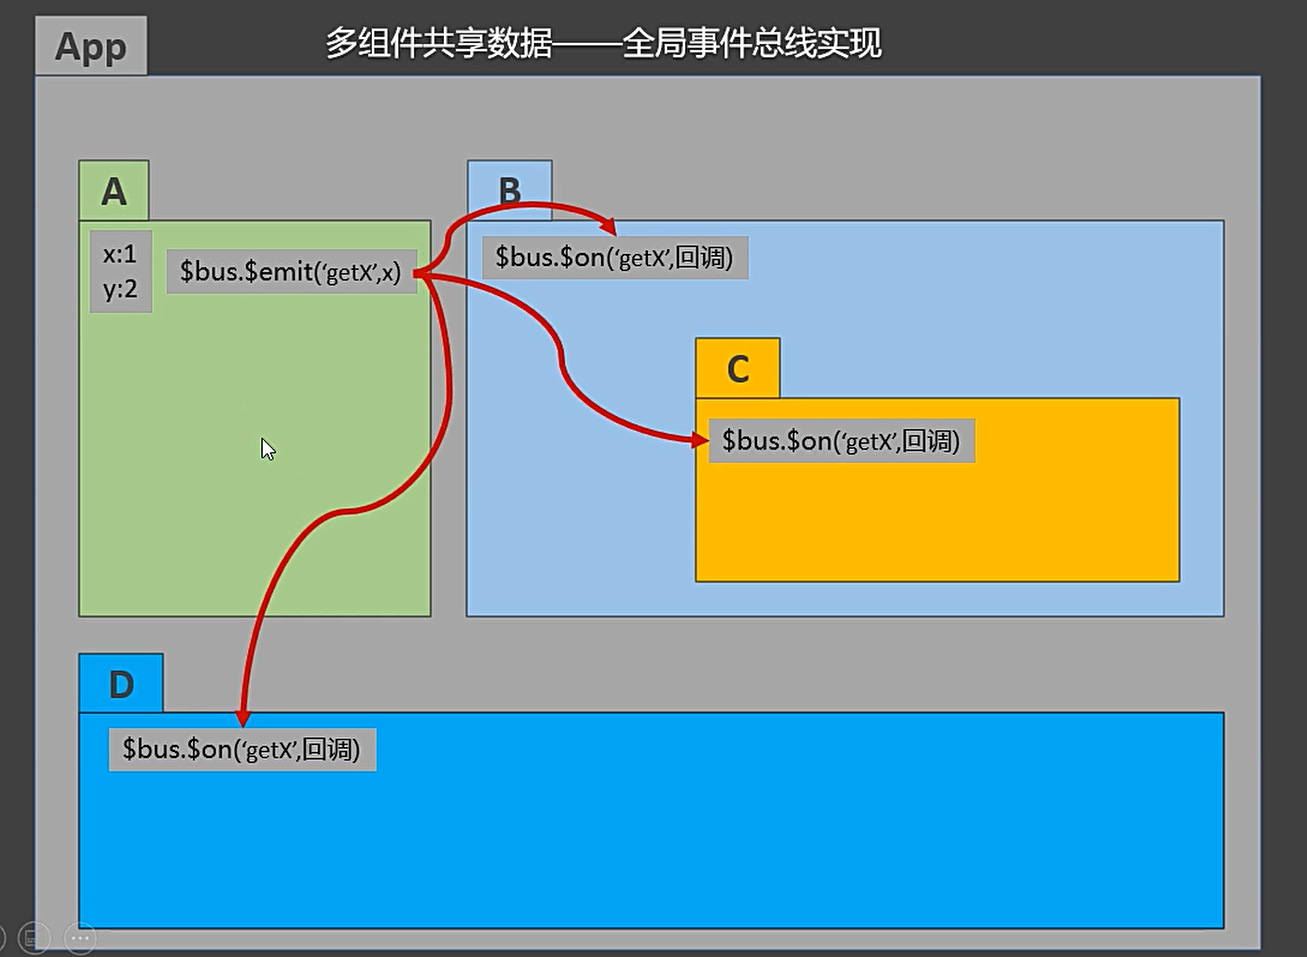 App
多组件共享数据——全局事件总线实现
A
B
x:1
y:2
$bus.$emit(‘getX’,x)
$bus.$on(‘getX’,回调)
C
$bus.$on(‘getX’,回调)
D
$bus.$on(‘getX’,回调)